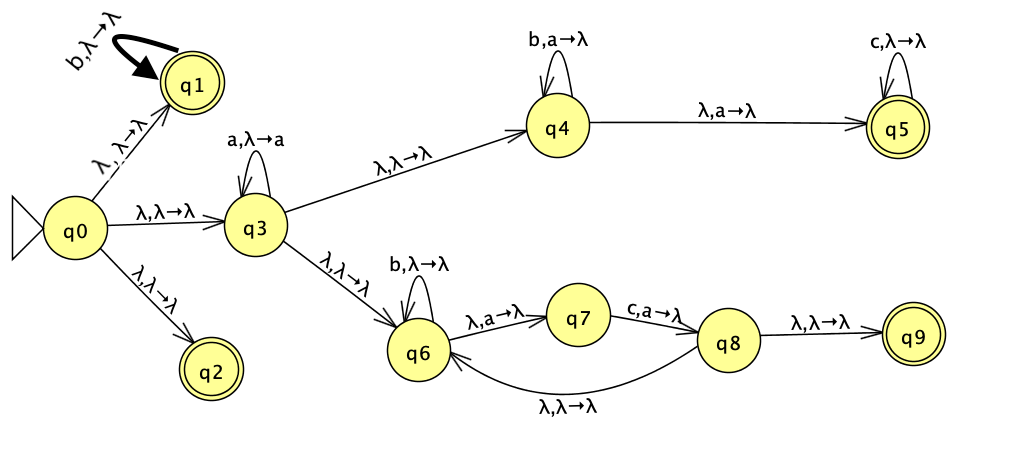 b,λ→λ
q1
λ, λ→λ
q0
λ,λ→λ
λ,λ→λ
q2
a,λ→a
q3
λ,λ→λ
λ,λ→λ
b,a→λ
q4
λ,a→λ
c,λ→λ
q5
b,λ→λ
q6
λ,a→λ
q7
c,a→λ
q8
λ,λ→λ
q9
λ,λ→λ